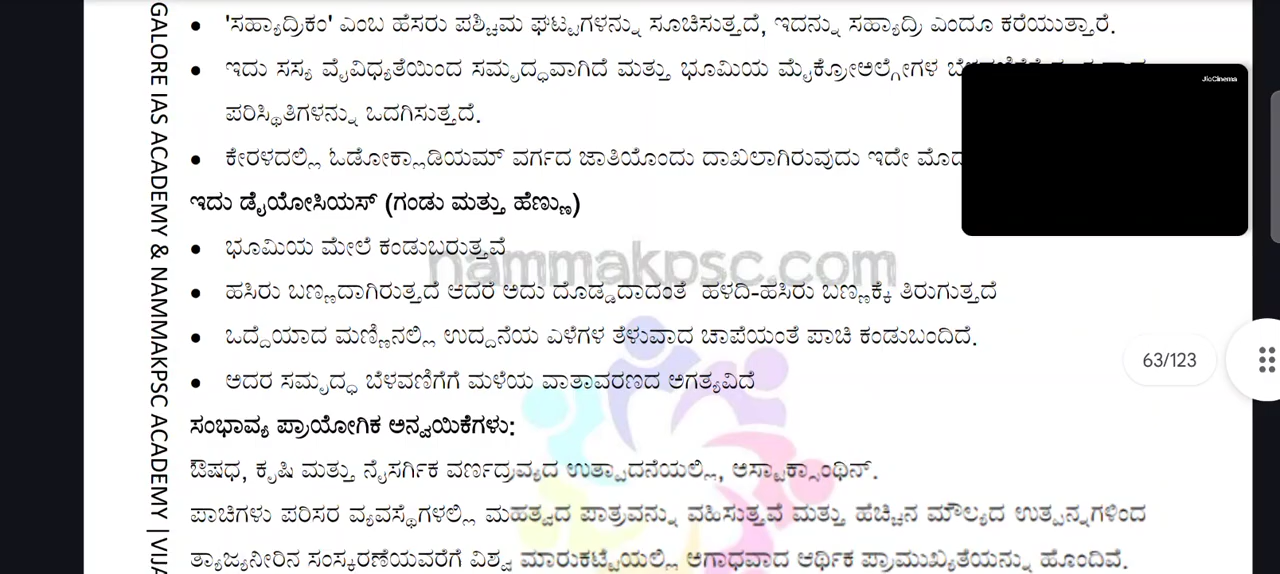 • 'ಸಹ್ಯಾದ್ರಿಕಂ' ಎಂಬ ಹೆಸರು ಪಶ್ಚಿಮ ಘಟ್ಟಗಳನ್ನು ಸೂಚಿಸುತ್ತದೆ, ಇದನ್ನು ಸಹ್ಯಾದ್ರಿ ಎಂದೂ ಕರೆಯುತ್ತಾರೆ.
• ಇದು ಸಸ್ಯ ವೈವಿಧ್ಯತೆಯಿಂದ ಸಮೃದ್ಧವಾಗಿದೆ ಮತ್ತು ಭೂಮಿಯ ಮೈಕ್ರೋಅಲ್ಗೇಗಳ
JioCinema
ಪರಿಸ್ಥಿತಿಗಳನ್ನು ಒದಗಿಸುತ್ತದೆ.
• ಕೇರಳದಲ್ಲಿ ಓಡೋಕ್ಲಾಡಿಯಮ್ ವರ್ಗದ ಜಾತಿಯೊಂದು ದಾಖಲಾಗಿರುವುದು ಇದೇ
ಇದು ಡೈಯೋಸಿಯಸ್ (ಗಂಡು ಮತ್ತು ಹೆಣ್ಣು)
• ಭೂಮಿಯ ಮೇಲೆ ಕಂಡುಬರುತ್ತವೆ
nammakpsc.com
• ಹಸಿರು ಬಣ್ಣದಾಗಿರುತ್ತದೆ ಆದರೆ ಅದು ದೊಡ್ಡದಾದಂತೆ ಹಳದಿ-ಹಸಿರು ಬಣ್ಣಕ್ಕೆ ತಿರುಗುತ್ತದೆ
• ಒದ್ದೆಯಾದ ಮಣ್ಣಿನಲ್ಲಿ ಉದ್ದನೆಯ ಎಳೆಗಳ ತೆಳುವಾದ ಚಾಪೆಯಂತೆ ಪಾಚಿ ಕಂಡುಬಂದಿದೆ.
63/123
• ಅದರ ಸಮೃದ್ಧ ಬೆಳವಣಿಗೆಗೆ ಮಳೆಯ ವಾತಾವರಣದ ಅಗತ್ಯವಿದೆ
ಸಂಭಾವ್ಯ ಪ್ರಾಯೋಗಿಕ ಅನ್ವಯಿಕೆಗಳು:
ಔಷಧ, ಕೃಷಿ ಮತ್ತು ನೈಸರ್ಗಿಕ ವರ್ಣದ್ರವ್ಯದ ಉತ್ಪಾದನೆಯಲ್ಲಿ, ಅಸ್ಟಾಕ್ಸಾಂಥಿನ್.
ಪಾಚಿಗಳು ಪರಿಸರ ವ್ಯವಸ್ಥೆಗಳಲ್ಲಿ ಮಹತ್ವದ ಪಾತ್ರವನ್ನು ವಹಿಸುತ್ತವೆ ಮತ್ತು ಹೆಚ್ಚಿನ ಮೌಲ್ಯದ ಉತ್ಪನ್ನಗಳಿಂದ
ತ್ಯಾಜ್ಯನೀರಿನ ಸಂಸ್ಕರಣೆಯವರೆಗೆ ವಿಶ್ವ ಮಾರುಕಟ್ಟೆಯಲ್ಲಿ ಅಗಾಧವಾದ ಆರ್ಥಿಕ ಪ್ರಾಮುಖ್ಯತೆಯನ್ನು ಹೊಂದಿವೆ.
GALORE IAS ACADEMY & NAMMAKPSC ACADEMY | VIJA